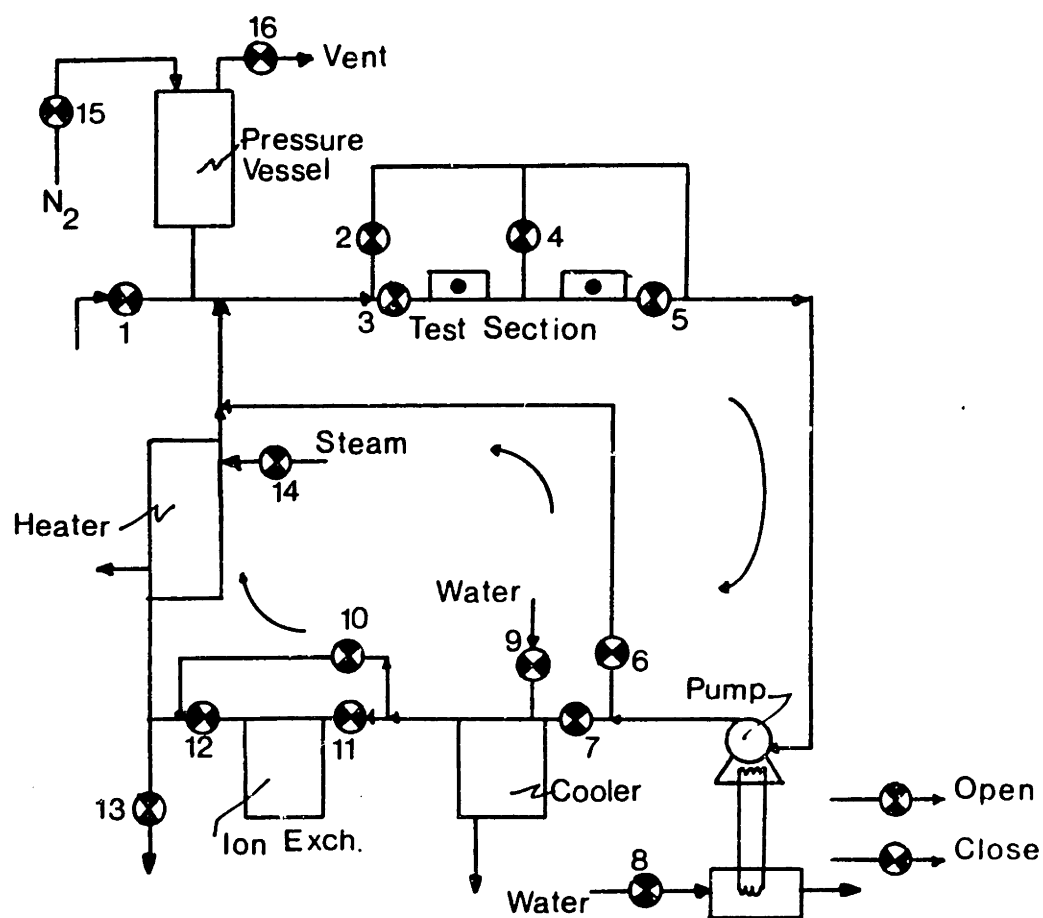 16
Vent
15
Pressure
Vessel
N2
2
4
1
3
Test Section
5
Steam
14
Heater
Water
9
10
6
Pump
12
11
7
Cooler
13
Ion Exch.
Open
Close
8
Water